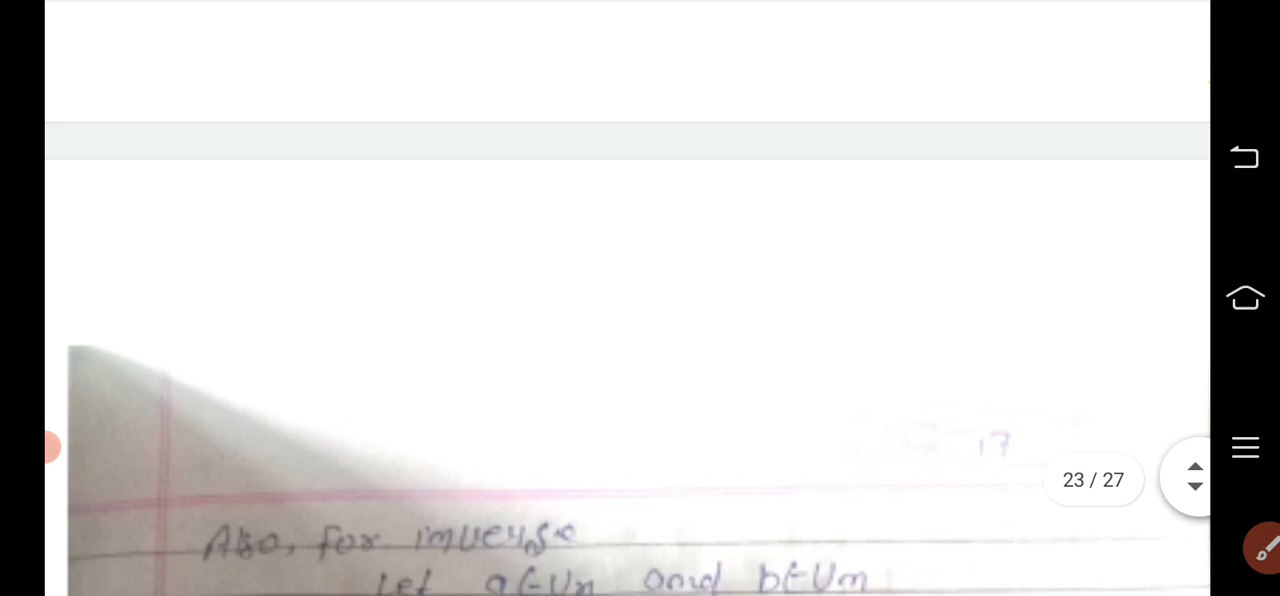 17
23 / 27
Also, for inverse
Let a∈Un and b∈Um